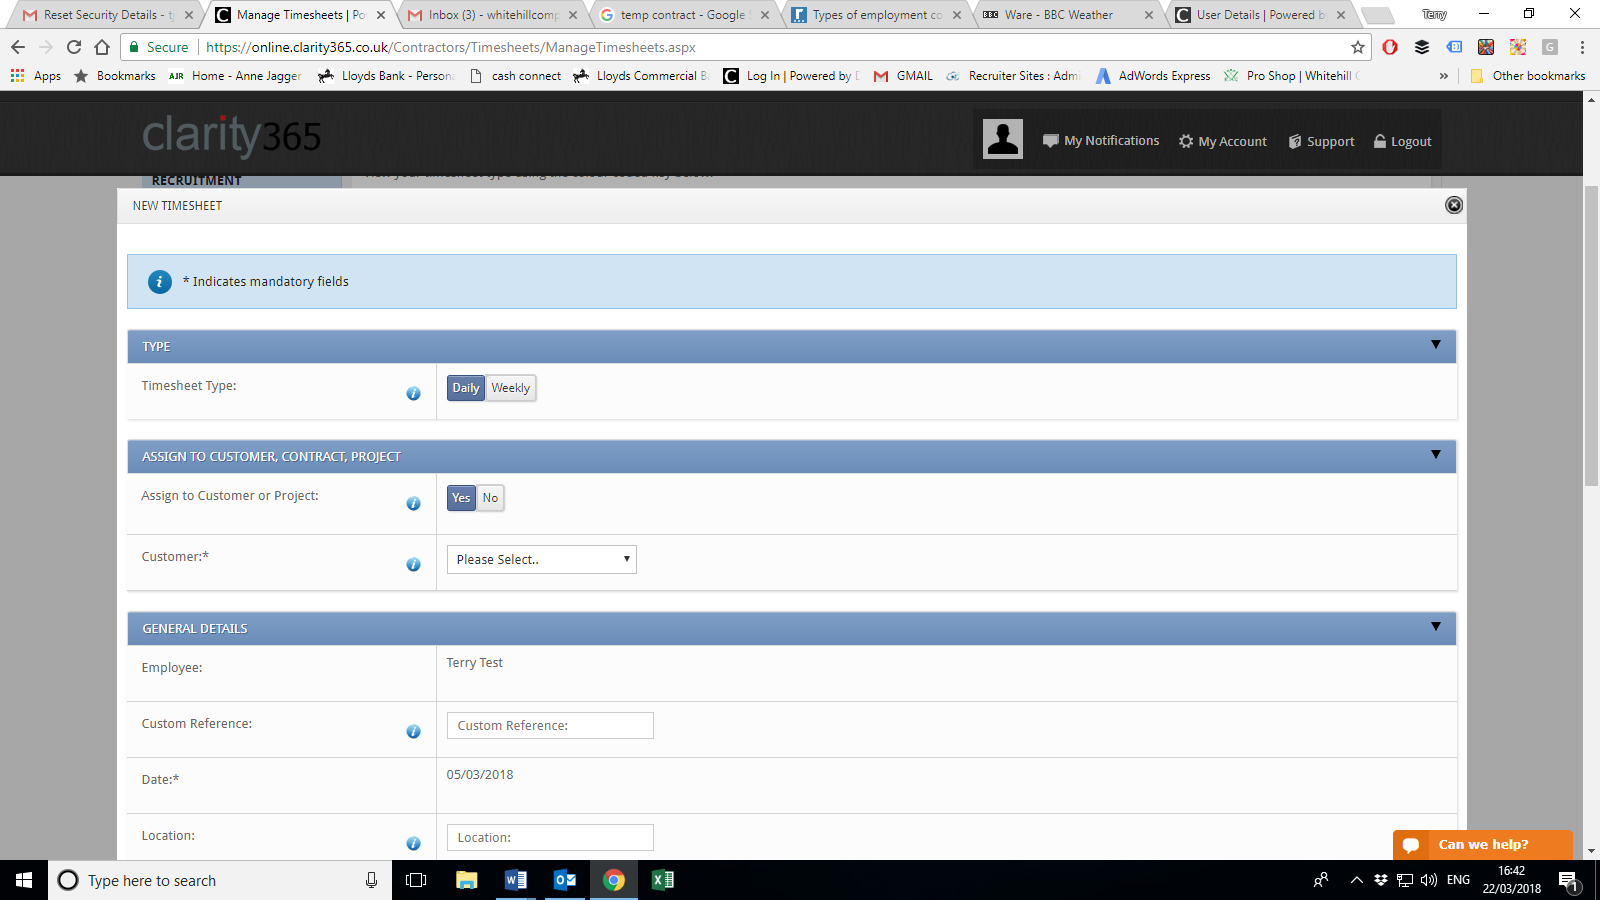 Reset Security Details - t
Manage Timesheets | Po
Inbox (3) - whitehillcomp
temp contract - Google
Types of employment co
Ware - BBC Weather
User Details | Powered b
Terry
Secure
https://online.clarity365.co.uk/Contractors/Timesheets/ManageTimesheets.aspx
Apps
Bookmarks
AJR Home - Anne Jagger
Lloyds Bank - Persona
cash connect
Lloyds Commercial B
Log In | Powered by
GMAIL
Recruiter Sites : Adm
AdWords Express
Pro Shop | Whitehill
»
Other bookmarks
clarity365
My Notifications
My Account
Support
Logout
RECRUITMENT
NEW TIMESHEET
* Indicates mandatory fields
TYPE
Timesheet Type:
Daily Weekly
ASSIGN TO CUSTOMER, CONTRACT, PROJECT
Assign to Customer or Project:
Yes No
Customer:*
Please Select..
GENERAL DETAILS
Employee:
Terry Test
Custom Reference:
Custom Reference:
Date:*
05/03/2018
Location:
Location:
Can we help?
Type here to search
ENG
16:42
22/03/2018
1